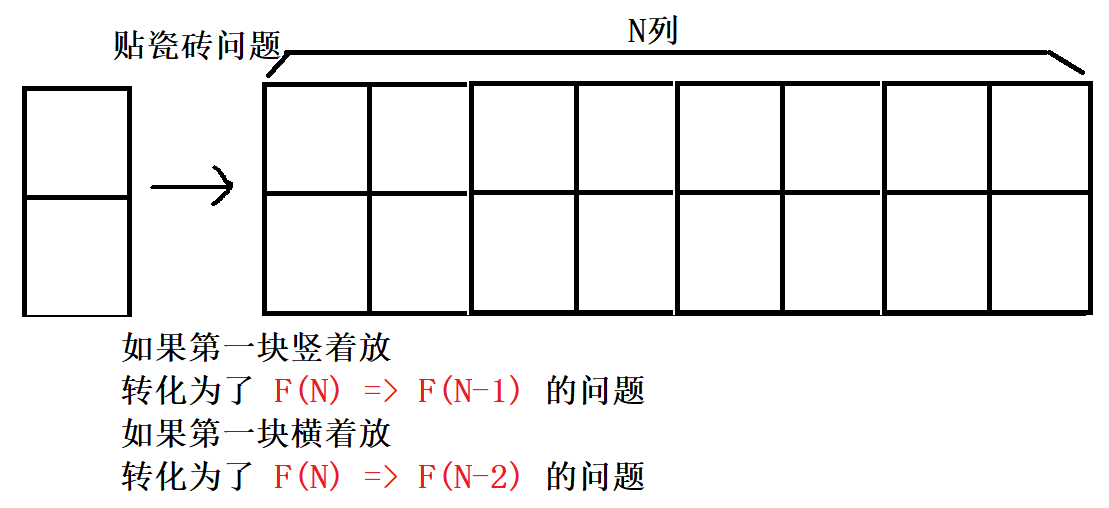 贴瓷砖问题
N列
如果第一块竖着放
转化为了 F(N) => F(N-1) 的问题
如果第一块横着放
转化为了 F(N) => F(N-2) 的问题